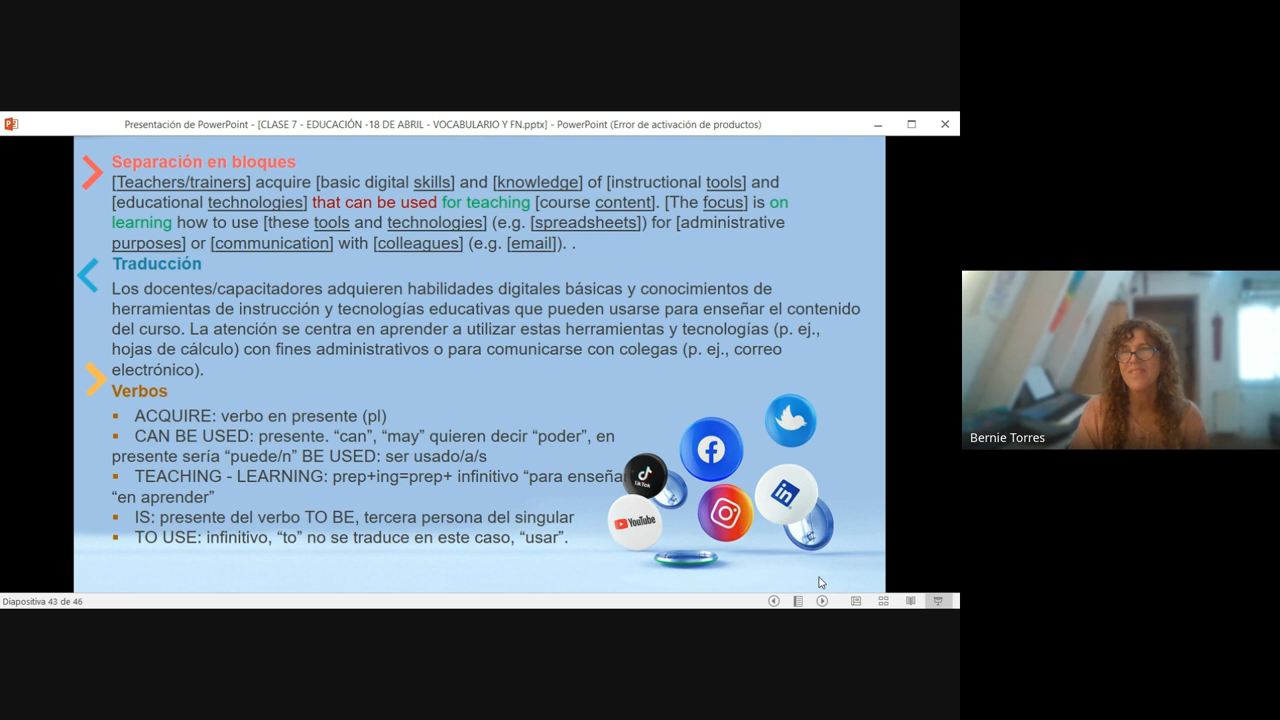 Presentación de PowerPoint - [CLASE 7 - EDUCACIÓN -18 DE ABRIL - VOCABULARIO Y FN.pptx] - PowerPoint (Error de activación de productos)
Separación en bloques
[Teachers/trainers] acquire [basic digital skills] and [knowledge] of [instructional tools] and
[educational technologies] that can be used for teaching [course content]. [The focus] is on
learning how to use [these tools and technologies] (e.g. [spreadsheets]) for [administrative
purposes] or [communication] with [colleagues] (e.g. [email]). .
Traducción
Los docentes/capacitadores adquieren habilidades digitales básicas y conocimientos de
herramientas de instrucción y tecnologías educativas que pueden usarse para enseñar el contenido
del curso. La atención se centra en aprender a utilizar estas herramientas y tecnologías (p. ej.,
hojas de cálculo) con fines administrativos o para comunicarse con colegas (p. ej., correo
electrónico).
Verbos
▪ ACQUIRE: verbo en presente (pl)
▪ CAN BE USED: presente. “can”, “may” quieren decir “poder”, en
presente sería “puede/n” BE USED: ser usado/a/s
▪ TEACHING - LEARNING: prep+ing=prep+ infinitivo “para enseña
“en aprender”
▪ IS: presente del verbo TO BE, tercera persona del singular
▪ TO USE: infinitivo, “to” no se traduce en este caso, “usar”.
TikTok
YouTube
in
Bernie Torres
Diapositiva 43 de 46